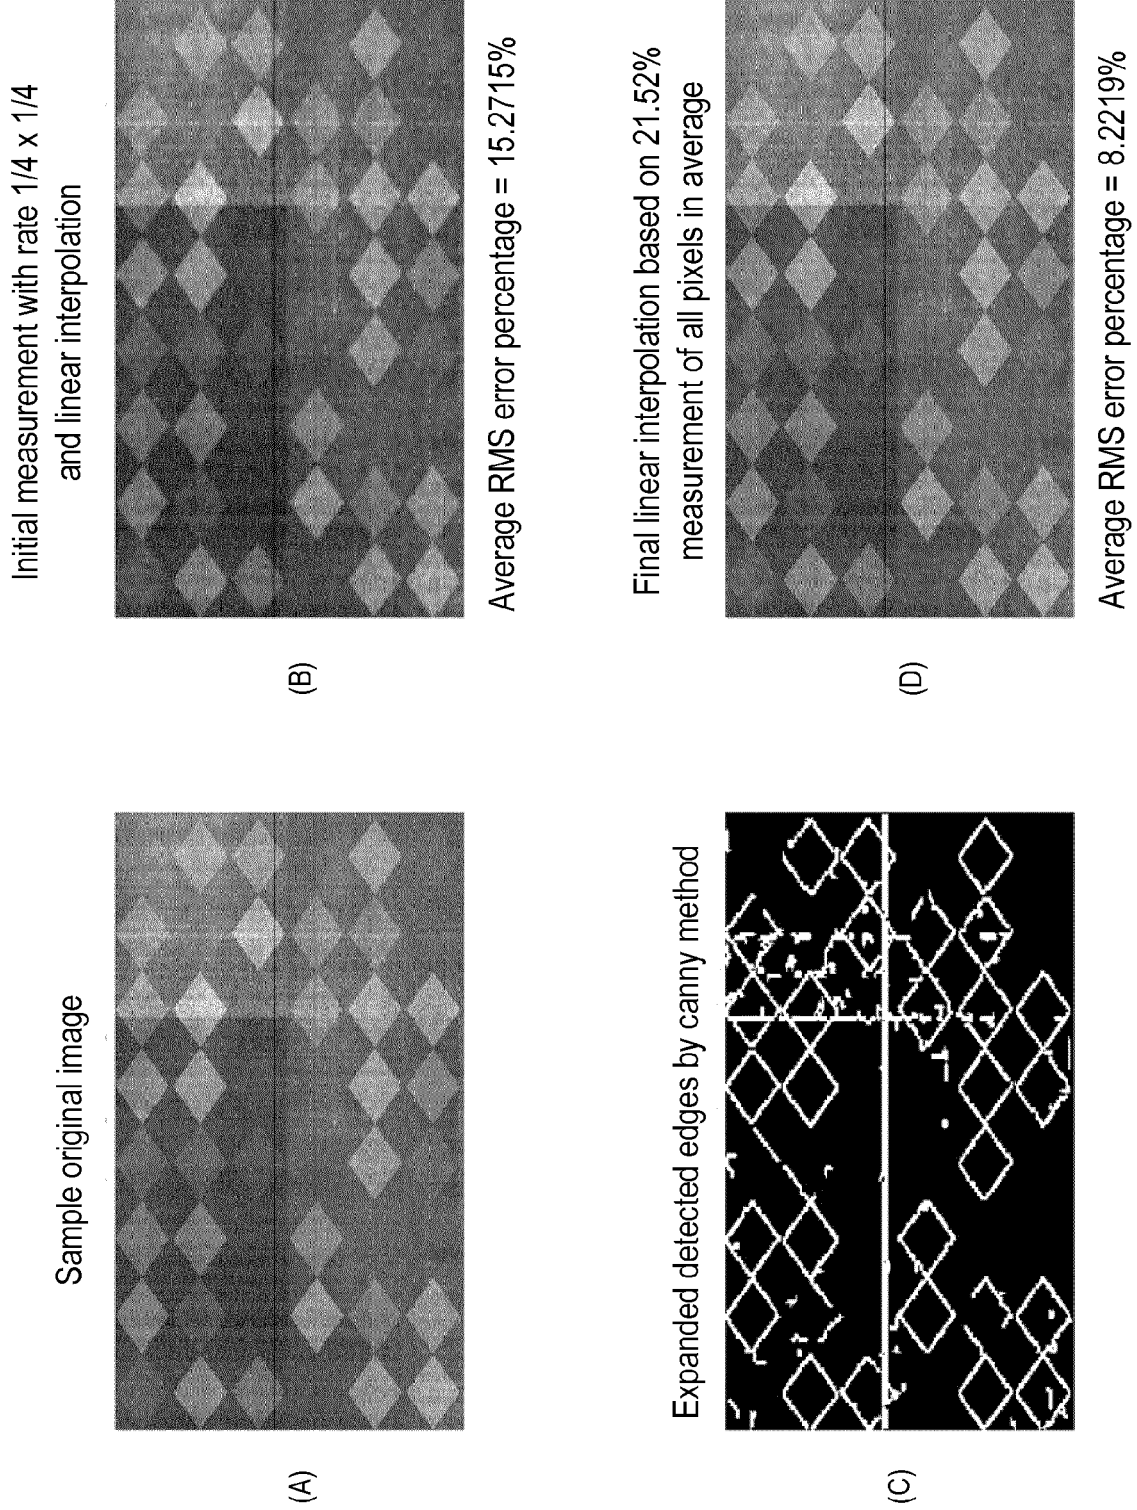 Sample original image
(A)
Initial measurement with rate 1/4 x 1/4
and linear interpolation
(B)
Average RMS error percentage = 15.2715%
Expanded detected edges by canny method
(C)
Final linear interpolation based on 21.52%
measurement of all pixels in average
(D)
Average RMS error percentage = 8.2219%